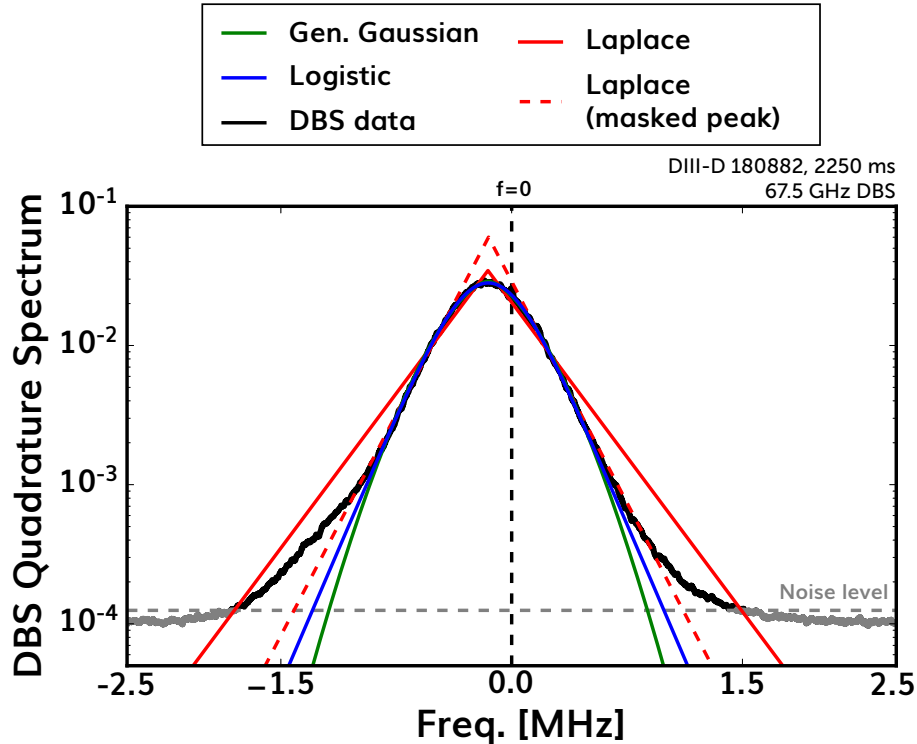 Gen. Gaussian
Logistic
DBS data
Laplace
Laplace
(masked peak)
DIII-D 180882, 2250 ms
67.5 GHz DBS
f=0
DBS Quadrature Spectrum
10^-1
10^-2
10^-3
10^-4
Noise level
-2.5 -1.5 0.0 1.5 2.5
Freq. [MHz]